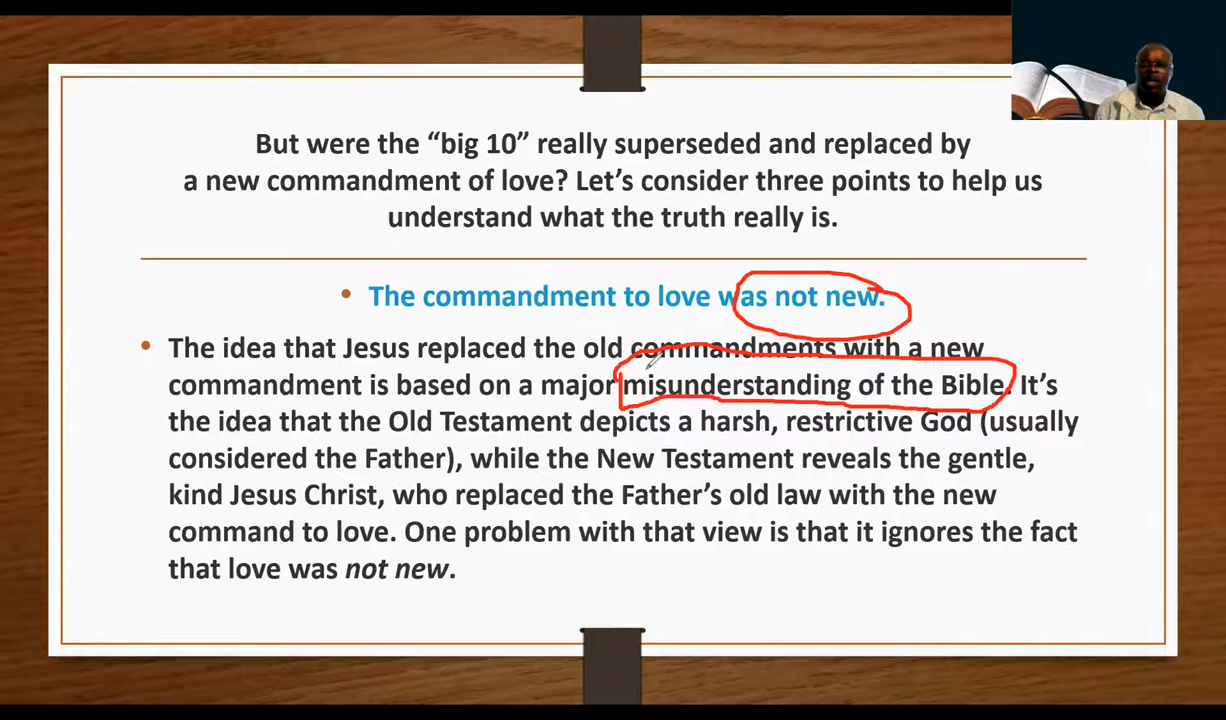 But were the “big 10” really superseded and replaced by
a new commandment of love? Let’s consider three points to help us
understand what the truth really is.
• The commandment to love was not new.
• The idea that Jesus replaced the old commandments with a new
commandment is based on a major misunderstanding of the Bible. It’s
the idea that the Old Testament depicts a harsh, restrictive God (usually
considered the Father), while the New Testament reveals the gentle,
kind Jesus Christ, who replaced the Father’s old law with the new
command to love. One problem with that view is that it ignores the fact
that love was not new.